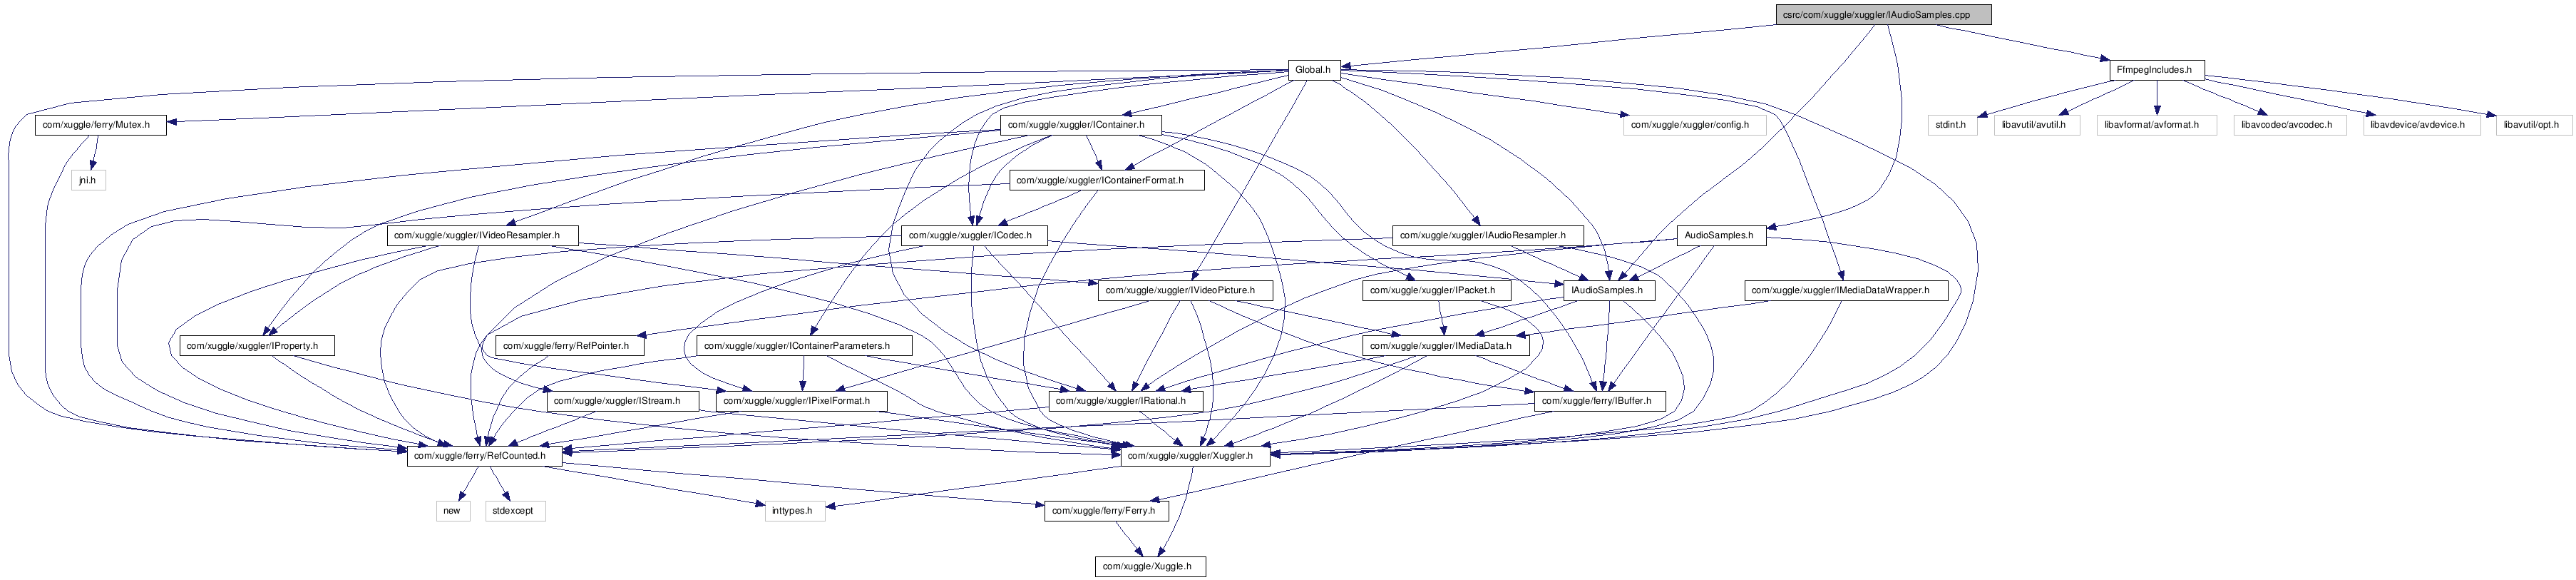 csrc/com/xuggle/xuggler/IAudioSamples.cpp
Global.h
FfmpegIncludes.h
com/xuggle/ferry/Mutex.h
com/xuggle/xuggler/IContainer.h
com/xuggle/xuggler/config.h
stdint.h
libavutil/avutil.h
libavformat/avformat.h
libavcodec/avcodec.h
libavdevice/avdevice.h
libavutil/opt.h
jni.h
com/xuggle/xuggler/IContainerFormat.h
com/xuggle/xuggler/IVideoResampler.h
com/xuggle/xuggler/ICodec.h
com/xuggle/xuggler/IAudioResampler.h
AudioSamples.h
com/xuggle/xuggler/IVideoPicture.h
com/xuggle/xuggler/IPacket.h
IAudioSamples.h
com/xuggle/xuggler/IMediaDataWrapper.h
com/xuggle/xuggler/IProperty.h
com/xuggle/ferry/RefPointer.h
com/xuggle/xuggler/IContainerParameters.h
com/xuggle/xuggler/IMediaData.h
com/xuggle/xuggler/IStream.h
com/xuggle/xuggler/IPixelFormat.h
com/xuggle/xuggler/IRational.h
com/xuggle/ferry/IBuffer.h
com/xuggle/ferry/RefCounted.h
com/xuggle/xuggler/Xuggler.h
new
stdexcept
inttypes.h
com/xuggle/ferry/Ferry.h
com/xuggle/Xuggle.h